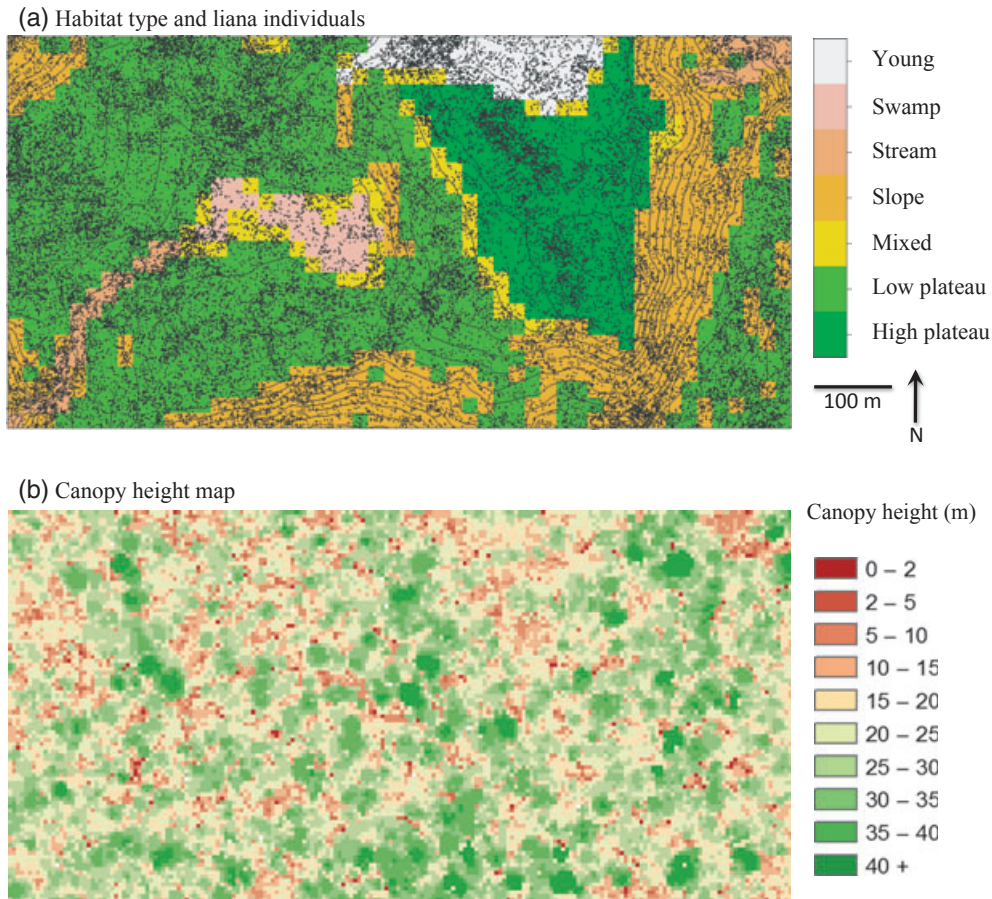 (a) Habitat type and liana individuals
Young
Swamp
Stream
Slope
Mixed
Low plateau
High plateau
100 m
N
(b) Canopy height map
Canopy height (m)
0 – 2
2 – 5
5 – 10
10 – 15
15 – 20
20 – 25
25 – 30
30 – 35
35 – 40
40 +